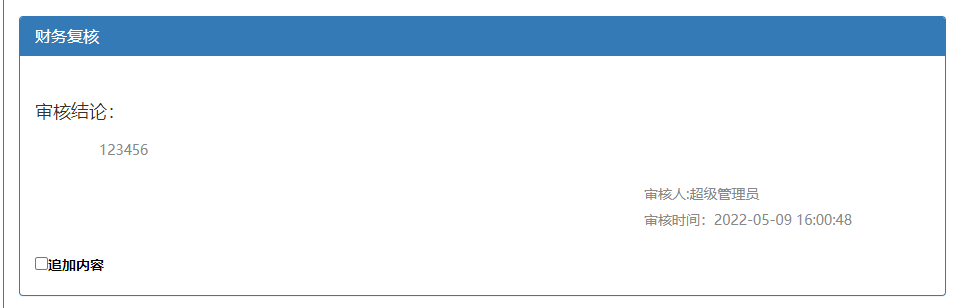 财务复核
审核结论：
123456
审核人:超级管理员
审核时间：2022-05-09 16:00:48
追加内容